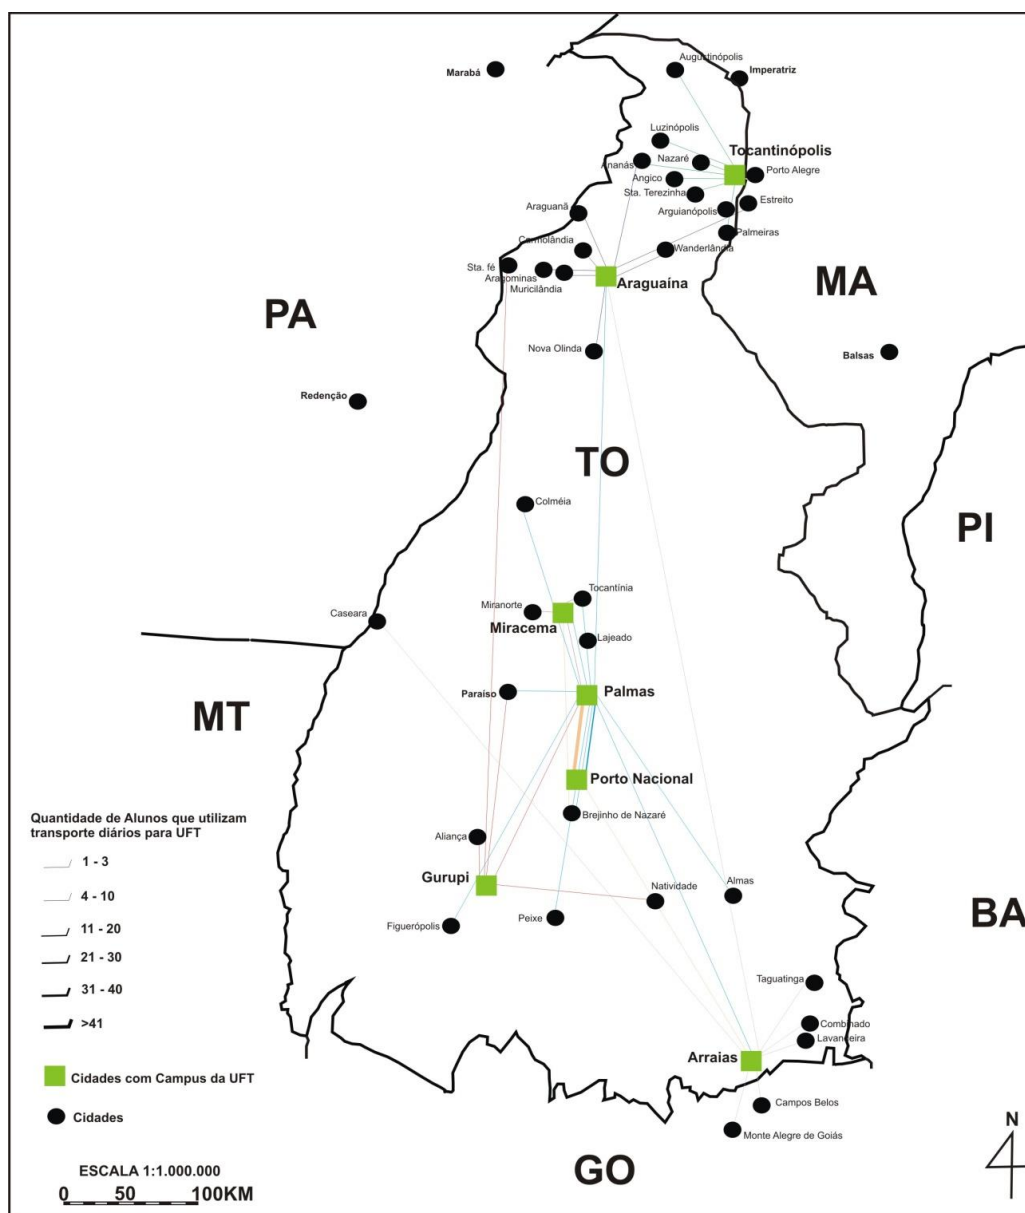 Augustinópolis
Marabá
Imperatriz
Luzinópolis
Tocantinópolis
Nazaré
Ananás
Porto Alegre
Angico
Sta. Terezinha
Estreito
Araguanã
Arguianópolis
Palmeiras
Carmolândia
Wanderlândia
Sta. fé
Aragominas
Muricilândia
Araguaína
MA
PA
Nova Olinda
Balsas
Redenção
TO
Colméia
PI
Tocantínia
Miranorte
Caseara
Miracema
Lajeado
Paraíso
Palmas
MT
Porto Nacional
Brejinho de Nazaré
Aliança
Gurupi
Almas
Natividade
Peixe
Figuerópolis
BA
Taguatinga
Combinado
Lavandeira
Arraias
Campos Belos
Monte Alegre de Goiás
GO
Quantidade de Alunos que utilizam
transporte diários para UFT
1 - 3
4 - 10
11 - 20
21 - 30
31 - 40
>41
Cidades com Campus da UFT
Cidades
ESCALA 1:1.000.000
0 50 100KM
N